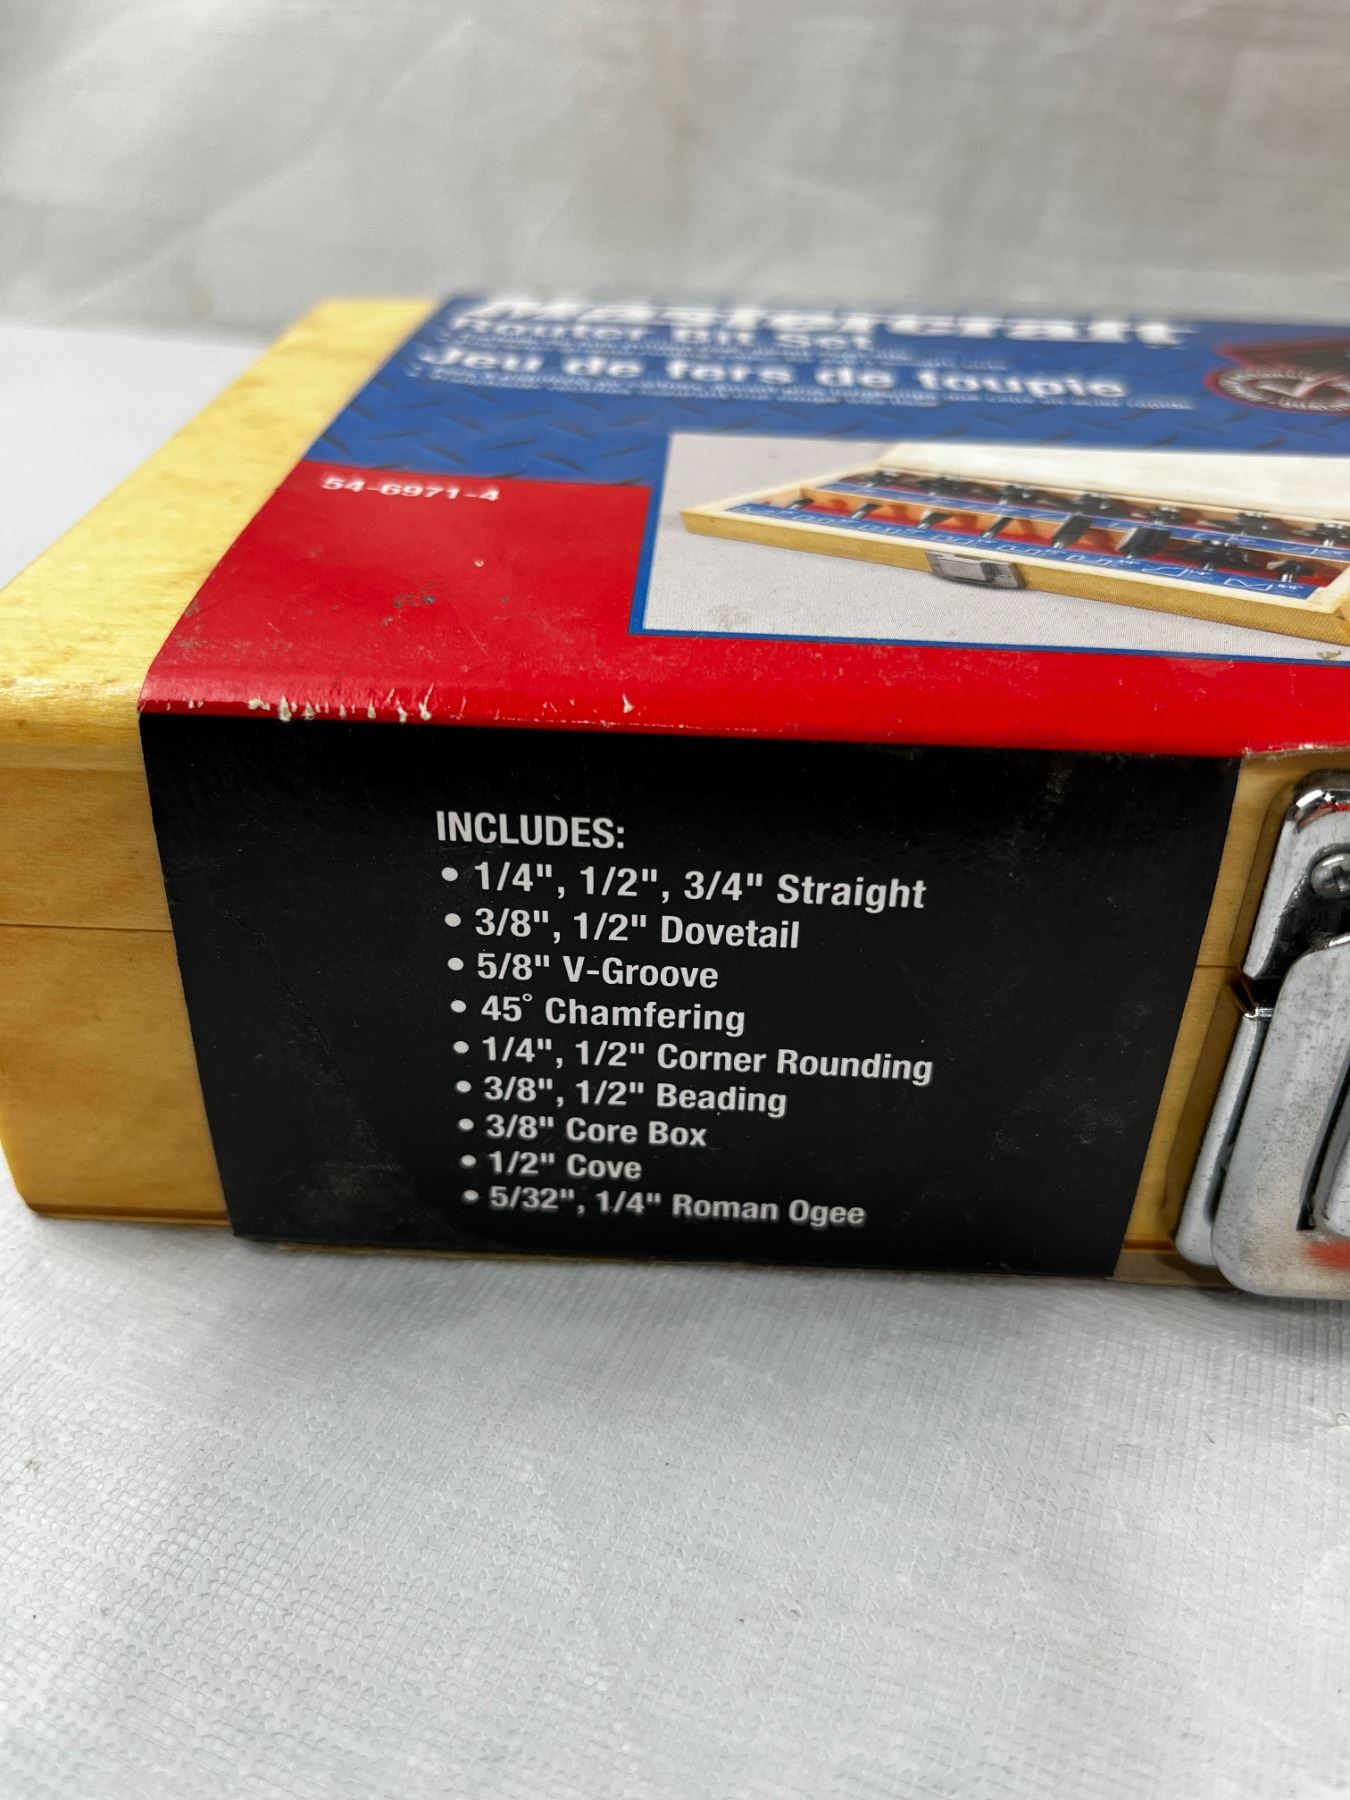 Mastercraft
Router Bit Set
Jeu de fers de toupie
54-6971-4
INCLUDES:
• 1/4", 1/2", 3/4" Straight
• 3/8", 1/2" Dovetail
• 5/8" V-Groove
• 45° Chamfering
• 1/4", 1/2" Corner Rounding
• 3/8", 1/2" Beading
• 3/8" Core Box
• 1/2" Cove
• 5/32", 1/4" Roman Ogee